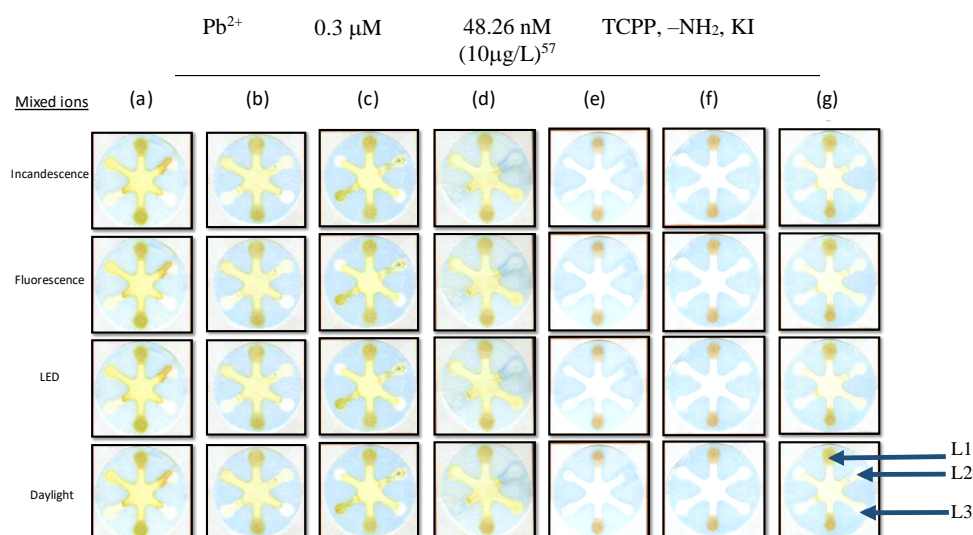 Pb²⁺ 0.3 µM 48.26 nM TCPP, –NH₂, KI
(10µg/L)⁵⁷
Mixed ions (a) (b) (c) (d) (e) (f) (g)
Incandescence
Fluorescence
LED
Daylight
L1
L2
L3